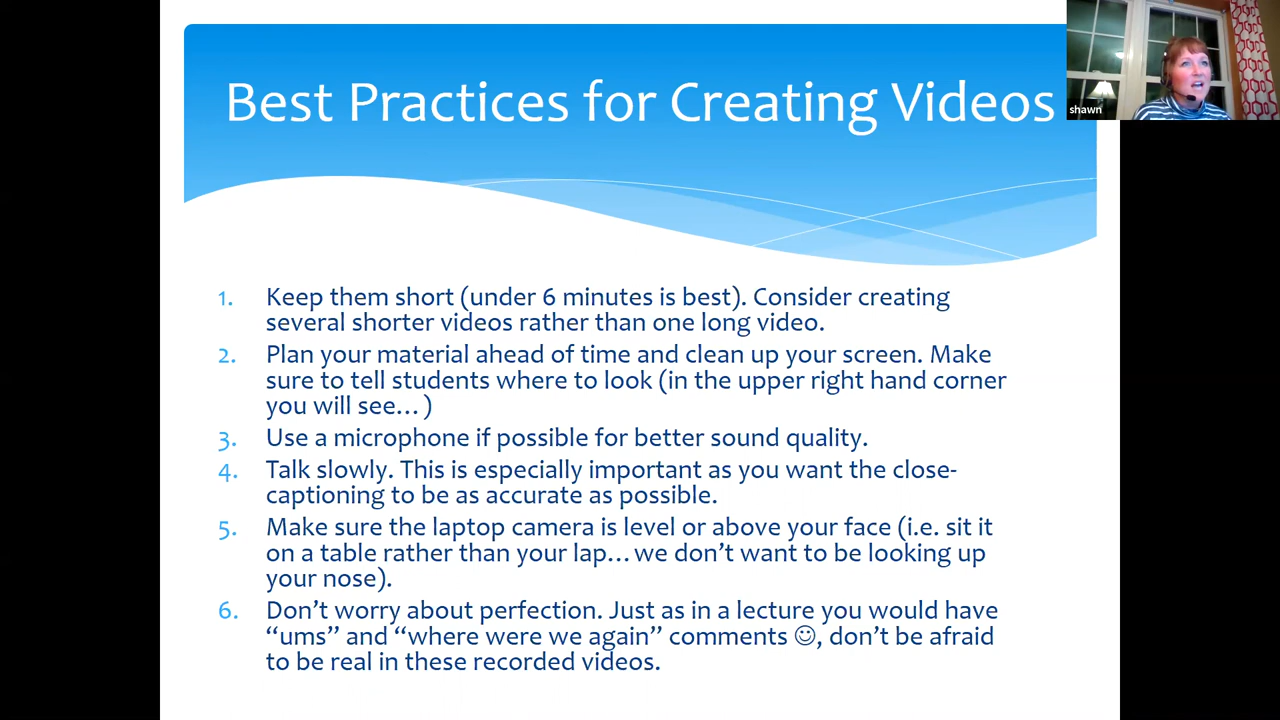 Best Practices for Creating Videos
shawn
1. Keep them short (under 6 minutes is best). Consider creating
several shorter videos rather than one long video.
2. Plan your material ahead of time and clean up your screen. Make
sure to tell students where to look (in the upper right hand corner
you will see…)
3. Use a microphone if possible for better sound quality.
4. Talk slowly. This is especially important as you want the close-
captioning to be as accurate as possible.
5. Make sure the laptop camera is level or above your face (i.e. sit it
on a table rather than your lap…we don’t want to be looking up
your nose).
6. Don’t worry about perfection. Just as in a lecture you would have
“ums” and “where were we again” comments ☺, don’t be afraid
to be real in these recorded videos.